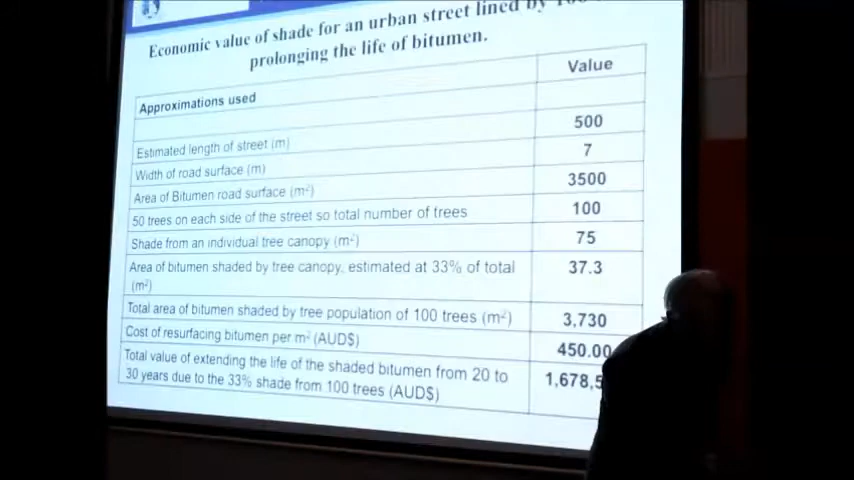 Economic value of shade for an urban street lined by
prolonging the life of bitumen.
Approximations used Value
Estimated length of street (m) 500
Width of road surface (m) 7
Area of Bitumen road surface (m²) 3500
50 trees on each side of the street so total number of trees 100
Shade from an individual tree canopy (m²) 75
Area of bitumen shaded by tree canopy, estimated at 33% of total 37.3
(m²)
Total area of bitumen shaded by tree population of 100 trees (m²) 3,730
Cost of resurfacing bitumen per m² (AUD$) 450.00
Total value of extending the life of the shaded bitumen from 20 to 1,678,5
30 years due to the 33% shade from 100 trees (AUD$)